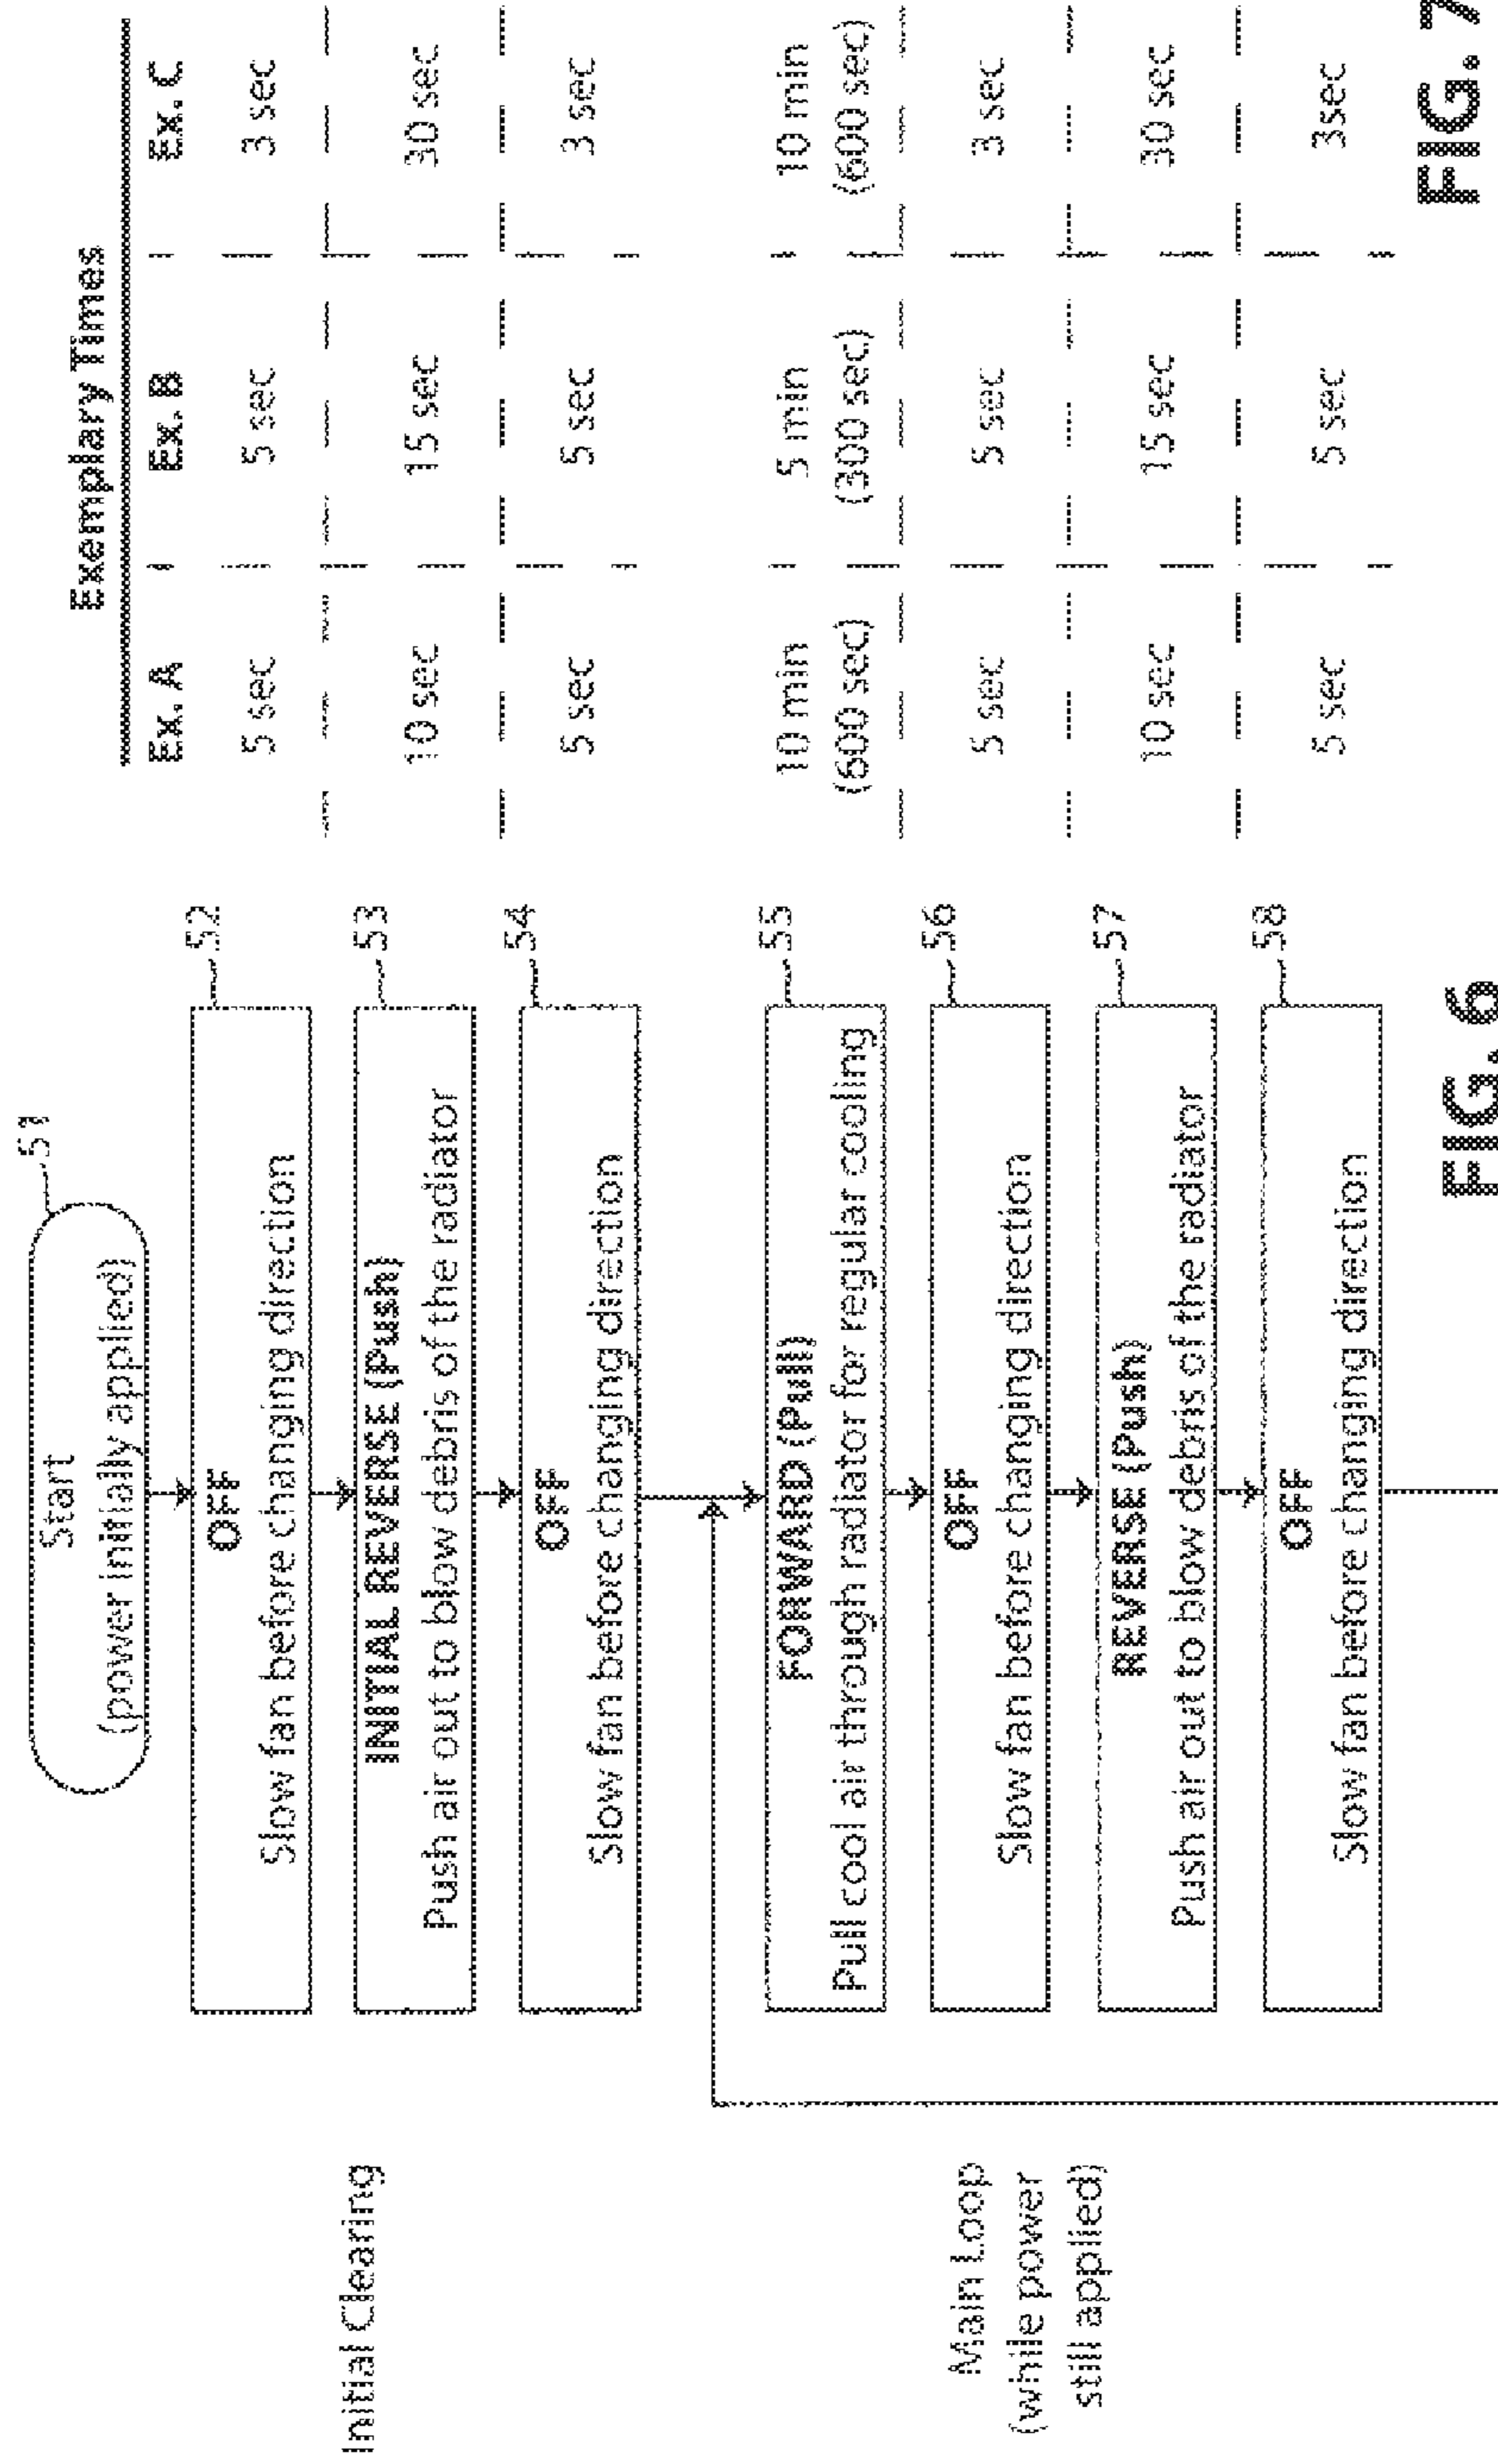 Exemplary Times
Ex. A Ex. B Ex. C
Start
(power initially applied)
51
Initial Clearing
OFF
Slow fan before changing direction
52
5 sec 5 sec 3 sec
INITIAL REVERSE (Push)
Push air out to blow debris of the radiator
53
10 sec 15 sec 30 sec
OFF
Slow fan before changing direction
54
5 sec 5 sec 3 sec
Main Loop
(while power
still applied)
FORWARD (Pull)
Pull cool air through radiator for regular cooling
55
10 min 5 min 10 min
(600 sec) (300 sec) (600 sec)
OFF
Slow fan before changing direction
56
5 sec 5 sec 3 sec
REVERSE (Push)
Push air out to blow debris of the radiator
57
10 sec 15 sec 30 sec
OFF
Slow fan before changing direction
58
5 sec 5 sec 3sec
FIG. 6
FIG. 7